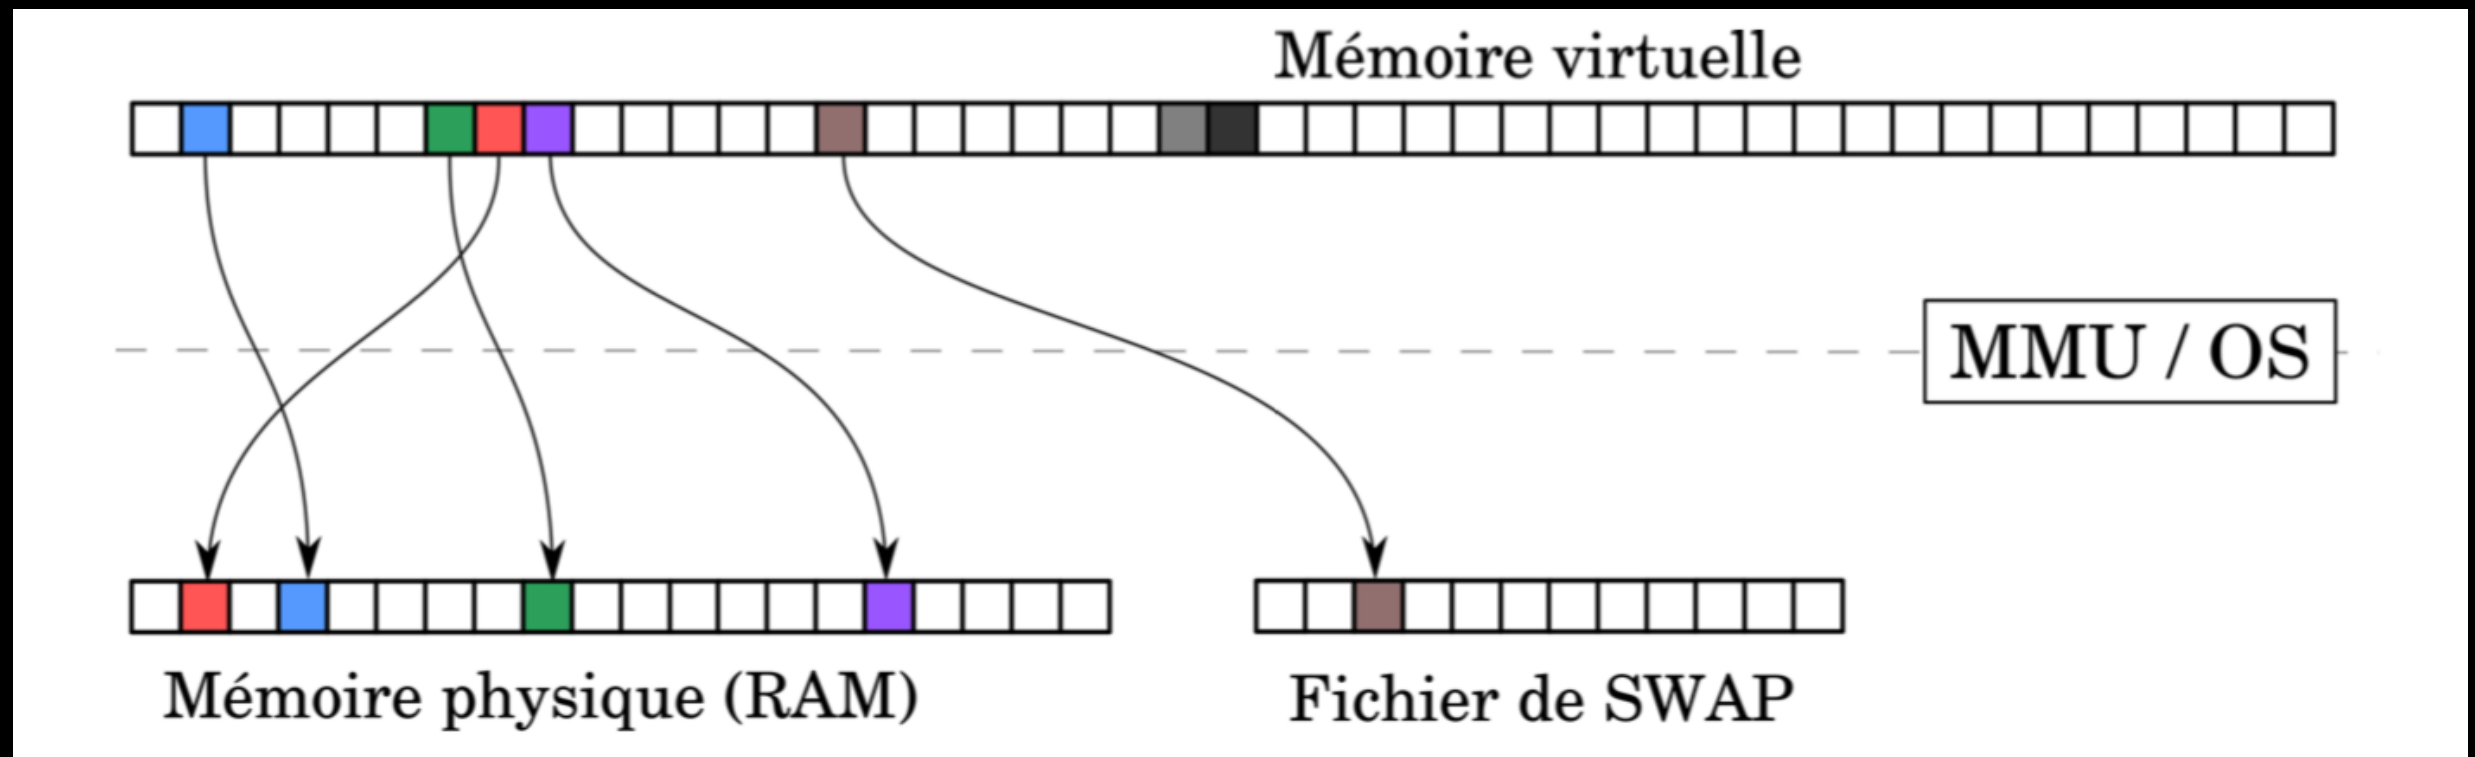 Mémoire virtuelle
MMU / OS
Mémoire physique (RAM)
Fichier de SWAP